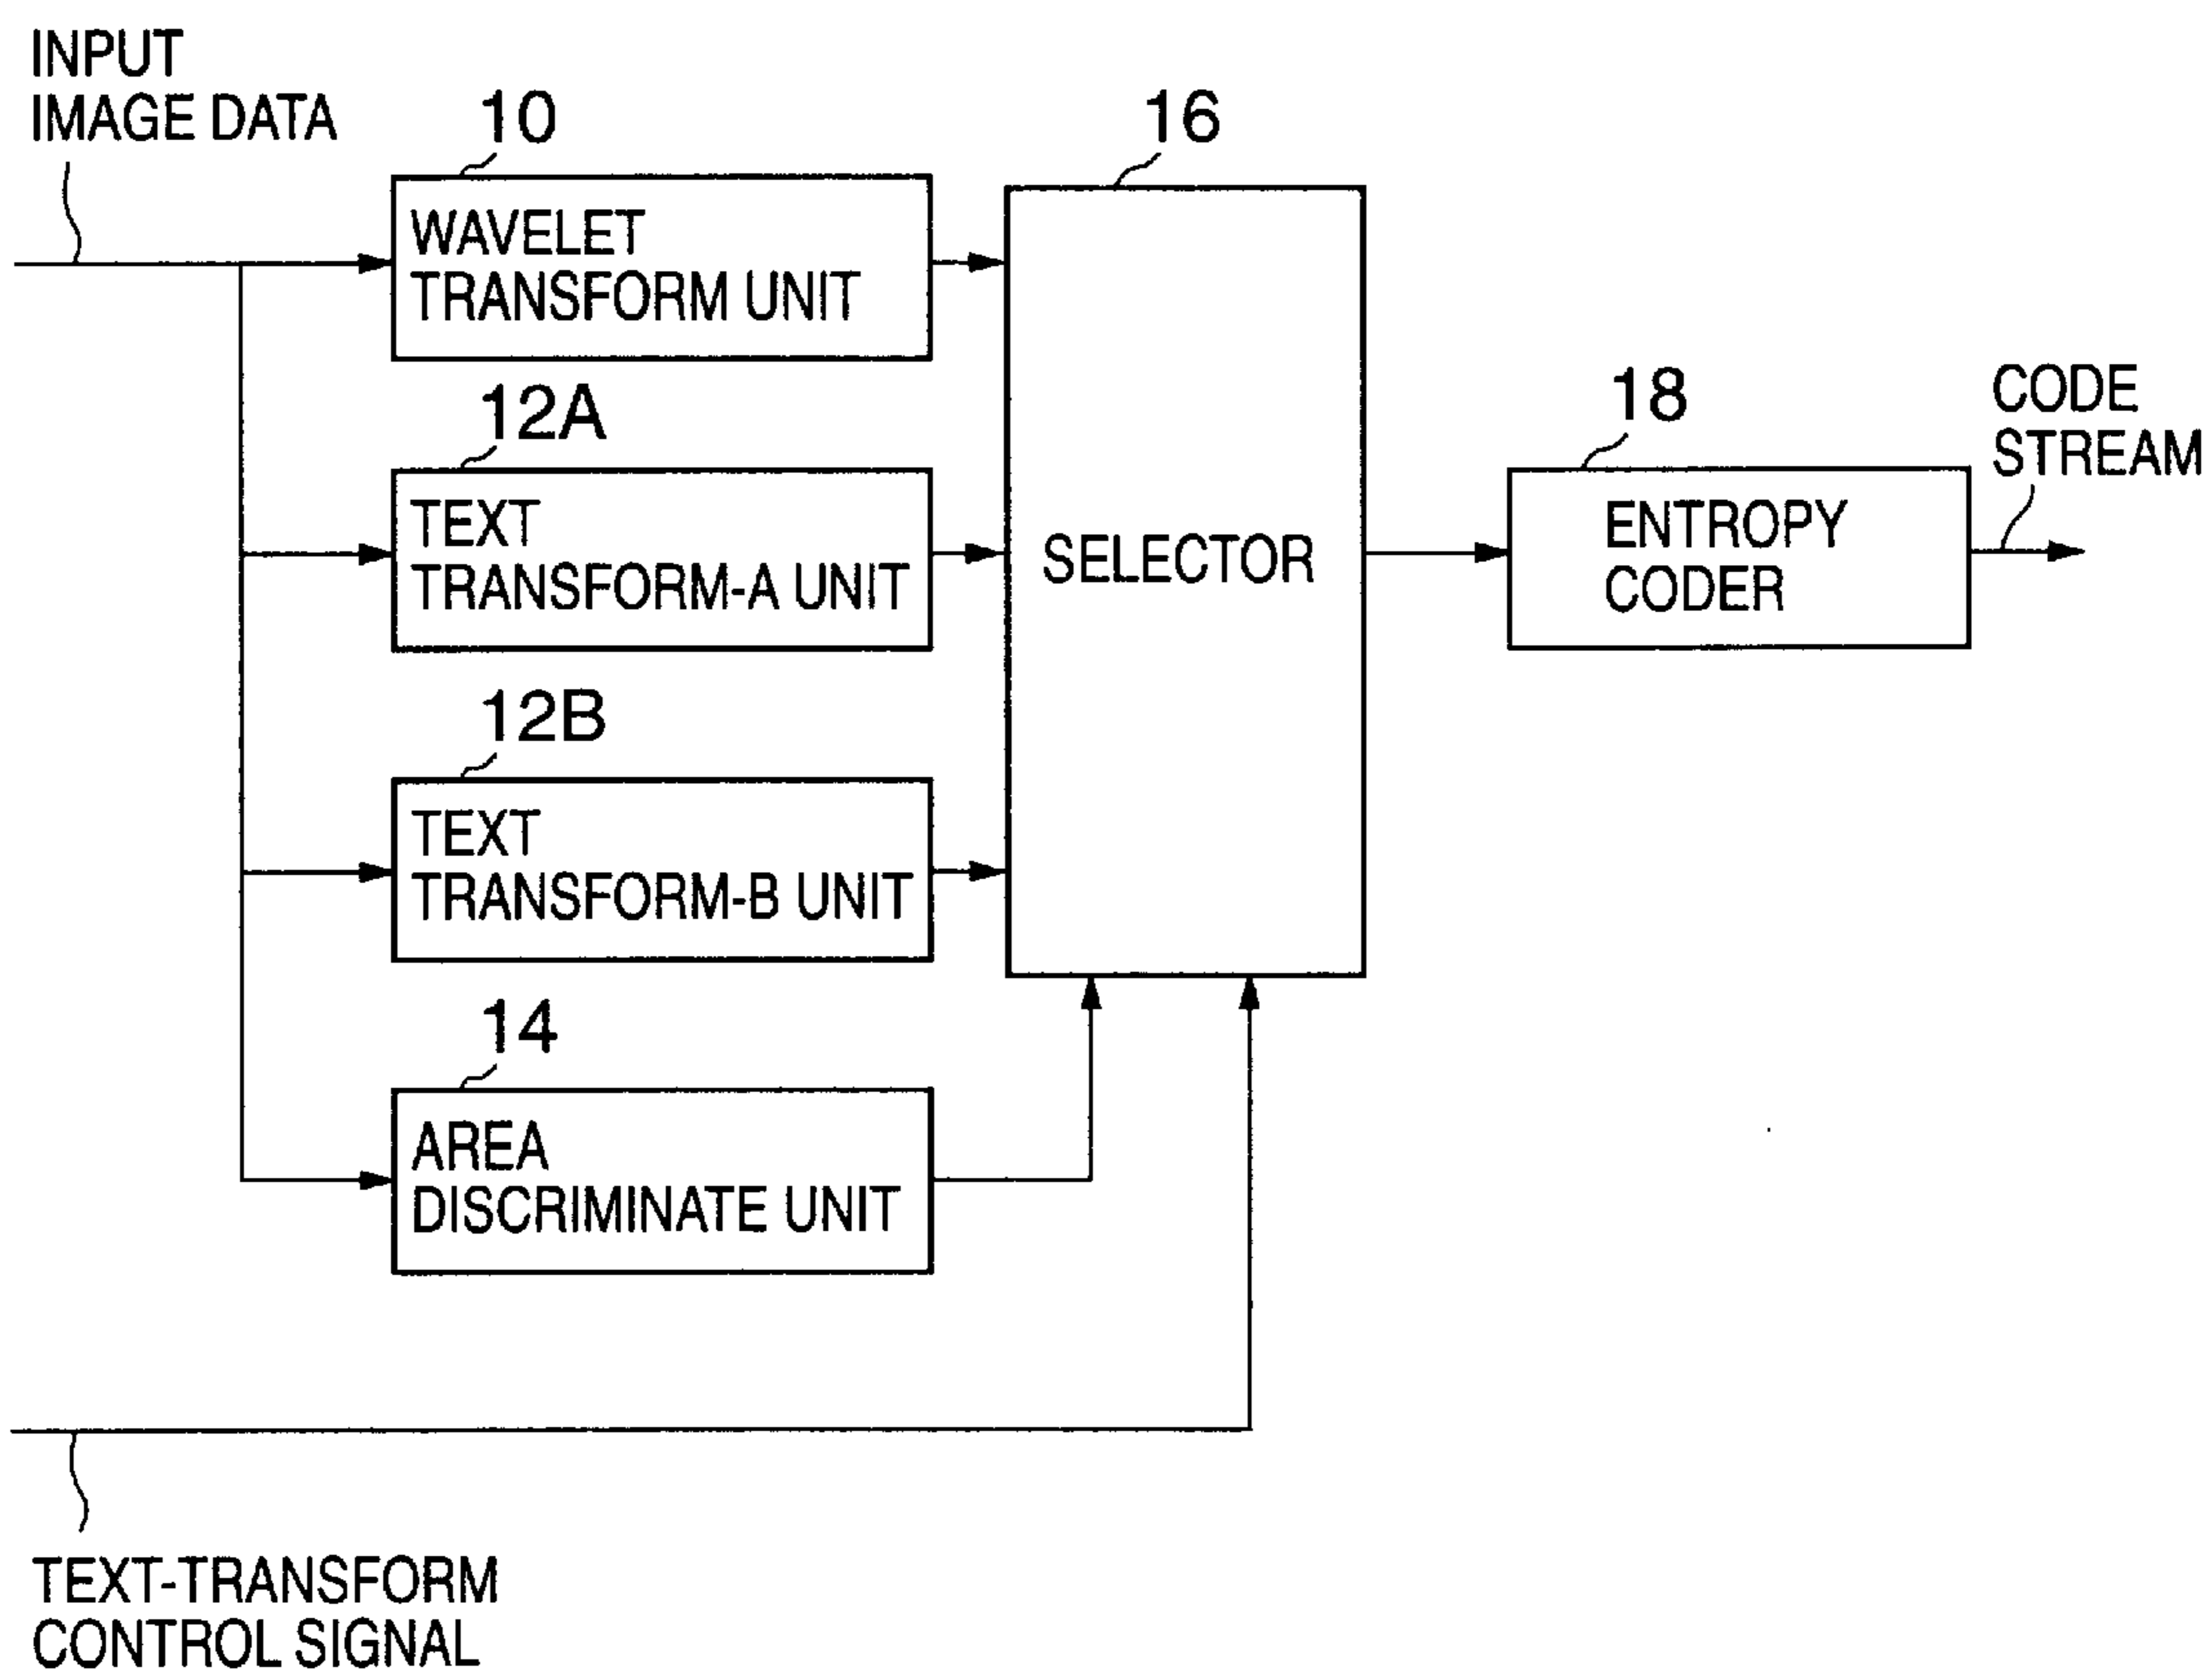 INPUT
IMAGE DATA
10
WAVELET
TRANSFORM UNIT
12A
TEXT
TRANSFORM-A UNIT
12B
TEXT
TRANSFORM-B UNIT
14
AREA
DISCRIMINATE UNIT
16
SELECTOR
18
ENTROPY
CODER
CODE
STREAM
TEXT-TRANSFORM
CONTROL SIGNAL